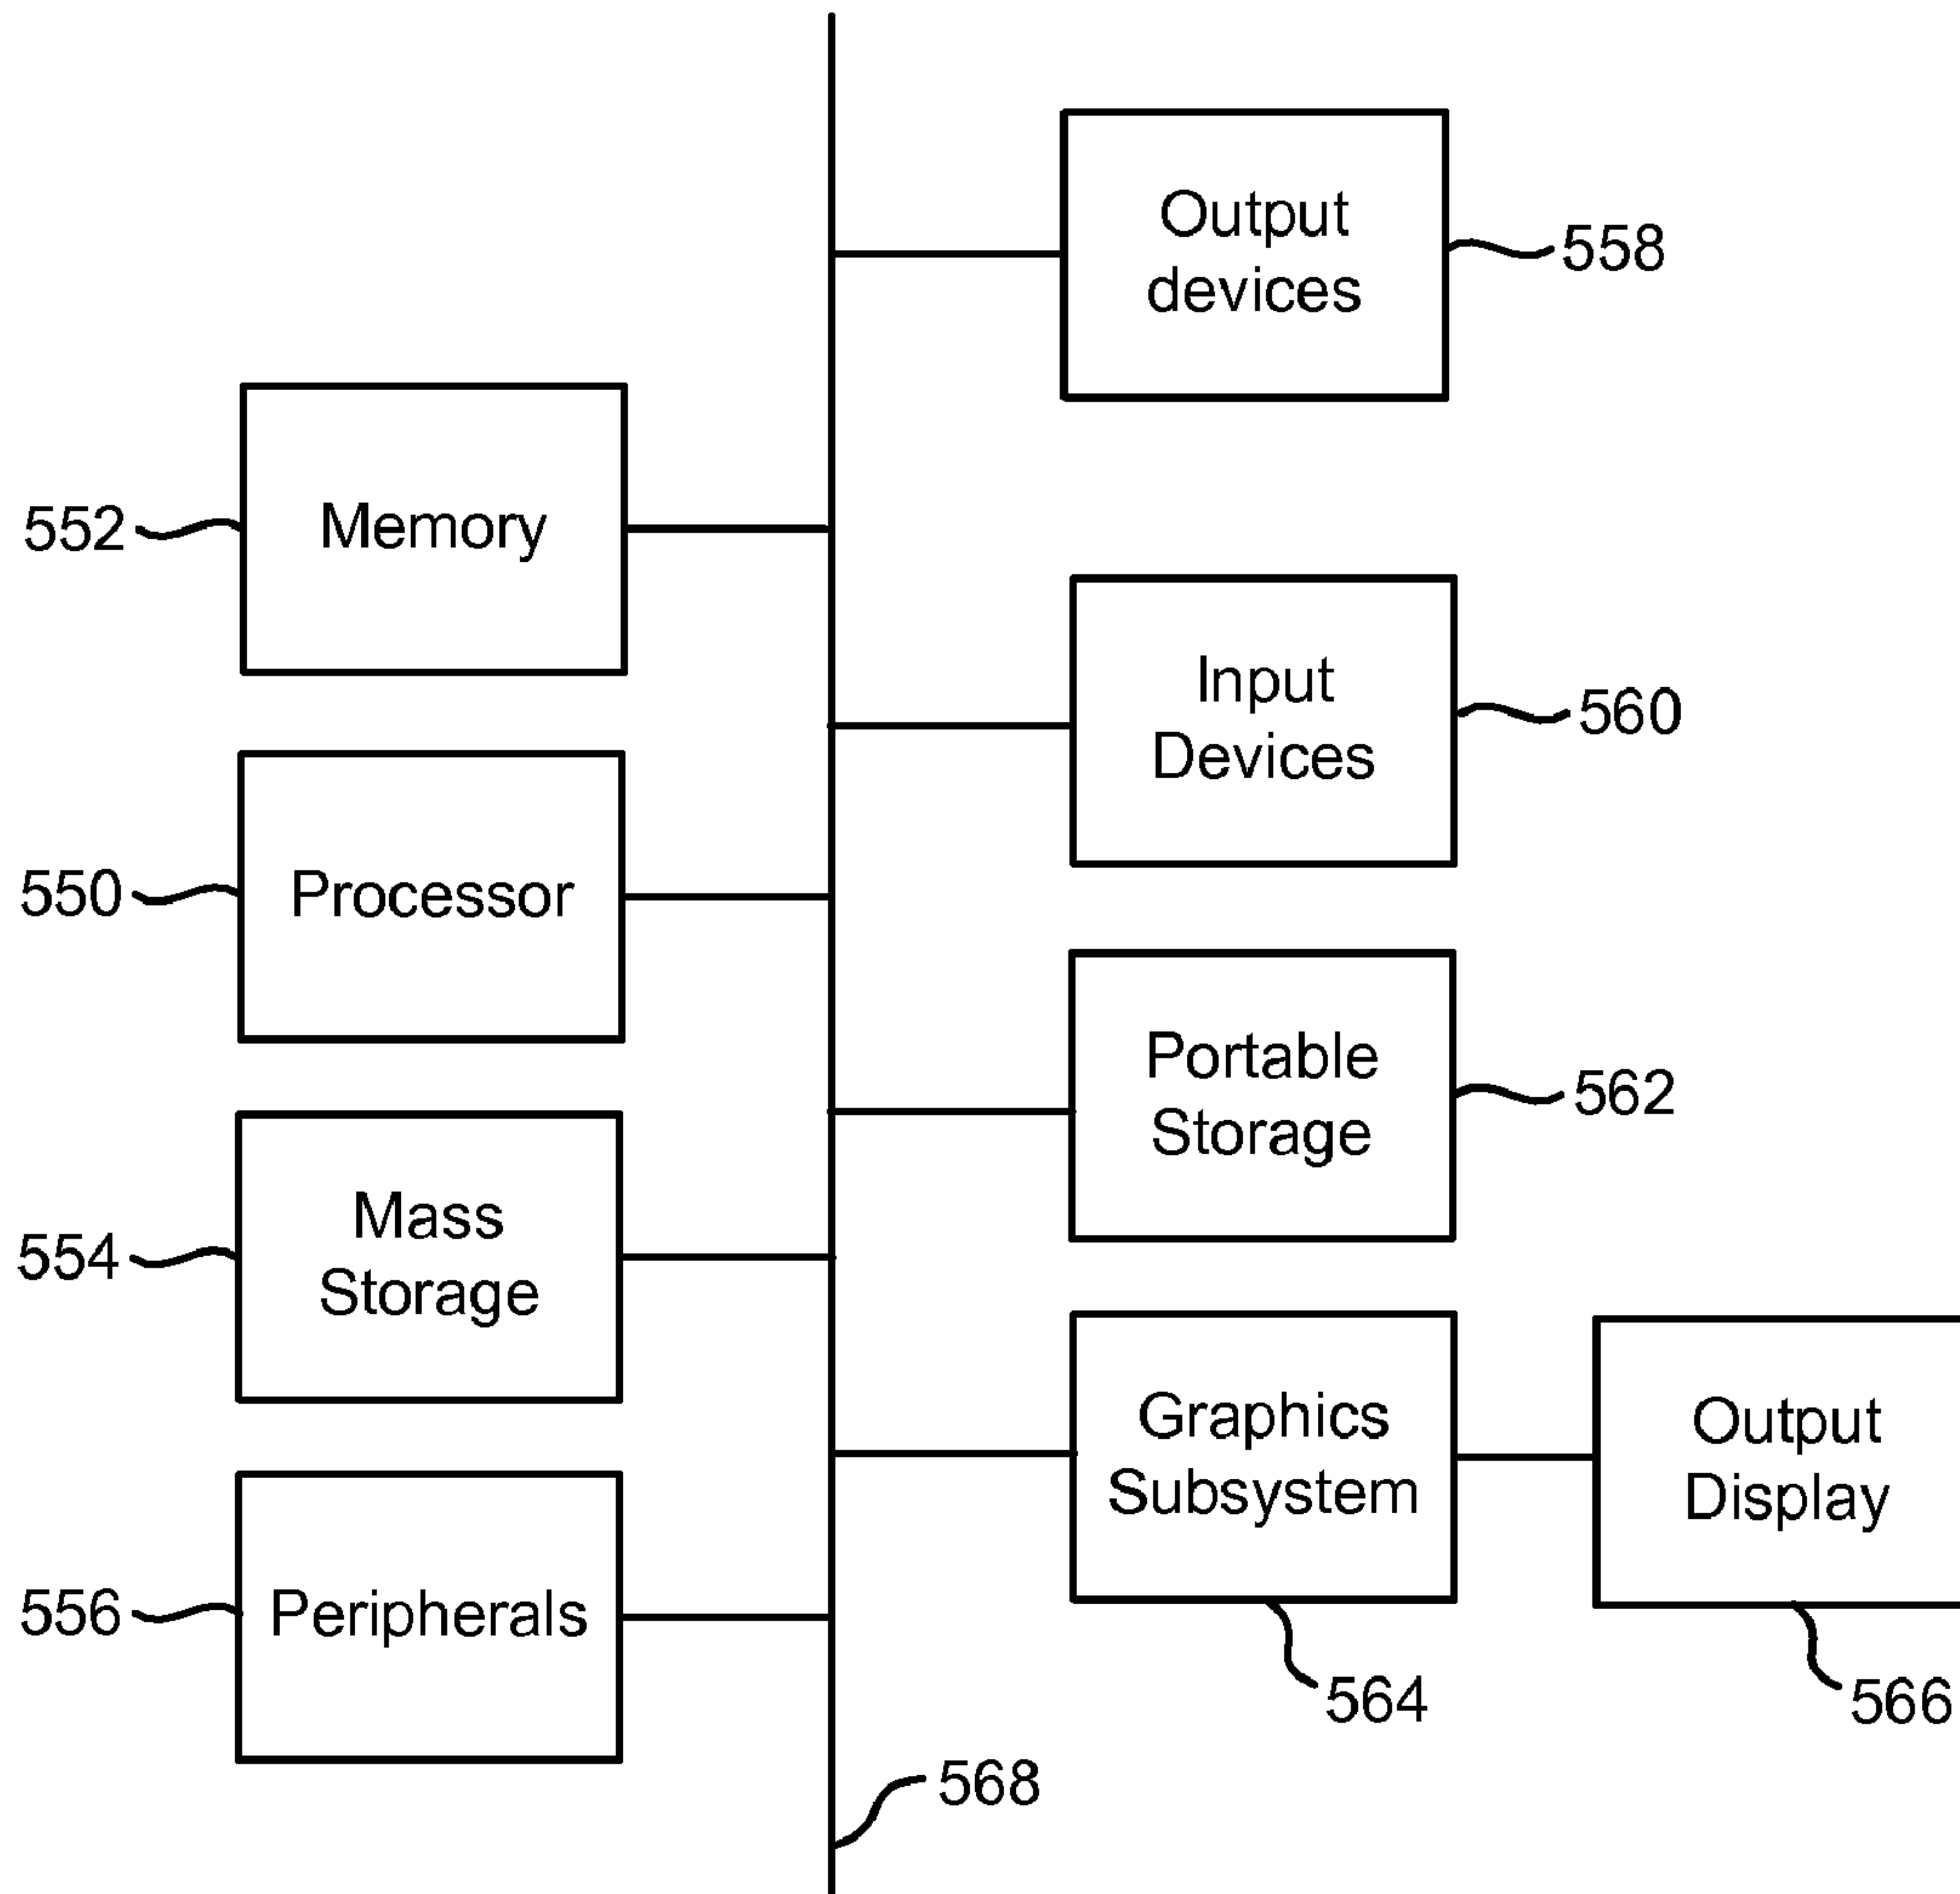 Output
devices
558
552
Memory
Input
Devices
560
550
Processor
Portable
Storage
562
554
Mass
Storage
Graphics
Subsystem
Output
Display
556
Peripherals
564
566
568